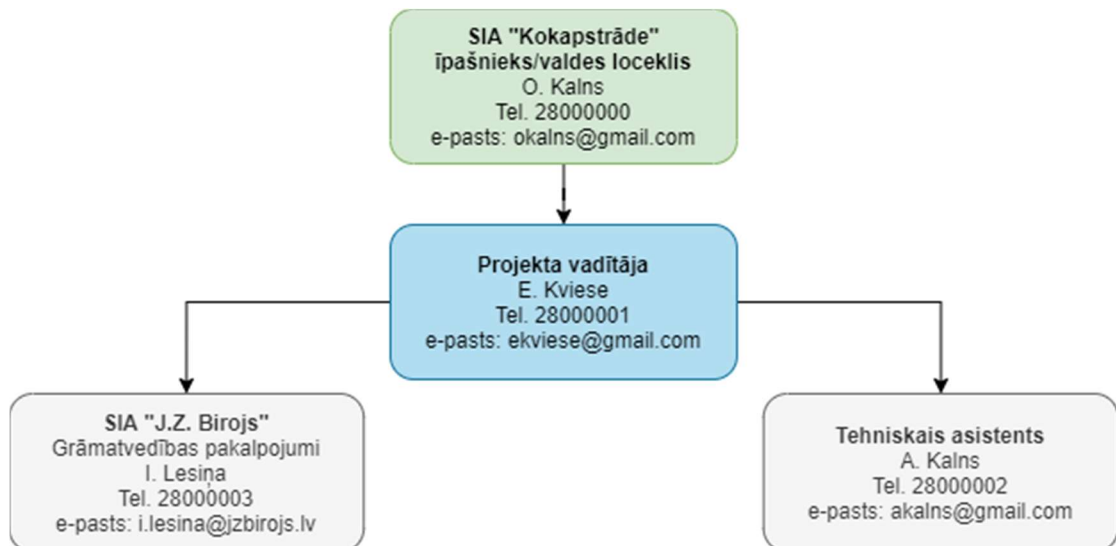 SIA "Kokapstrāde"
īpašnieks/valdes loceklis
O. Kalns
Tel. 28000000
e-pasts: okalns@gmail.com
Projekta vadītāja
E. Kviese
Tel. 28000001
e-pasts: ekviese@gmail.com
SIA "J.Z. Birojs"
Grāmatvedības pakalpojumi
I. Lesiņa
Tel. 28000003
e-pasts: i.lesina@jzbirojs.lv
Tehniskais asistents
A. Kalns
Tel. 28000002
e-pasts: akalns@gmail.com